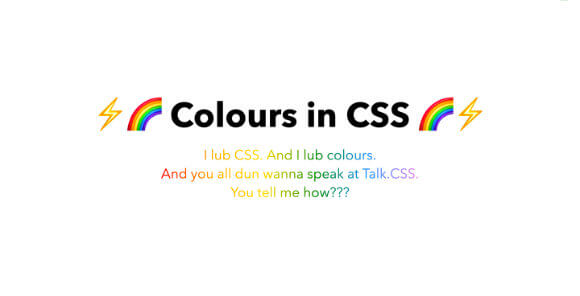 ⚡🌈 Colours in CSS 🌈⚡
I lub CSS. And I lub colours.
And you all dun wanna speak at Talk.CSS.
You tell me how???